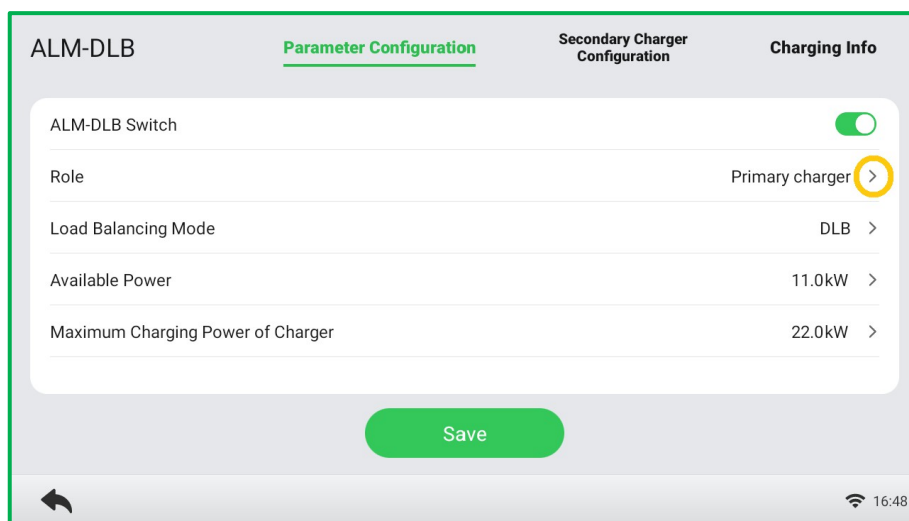 ALM-DLB
Parameter Configuration
Secondary Charger
Configuration
Charging Info
ALM-DLB Switch
Role
Primary charger
Load Balancing Mode
DLB
Available Power
11.0kW
Maximum Charging Power of Charger
22.0kW
Save
16:48